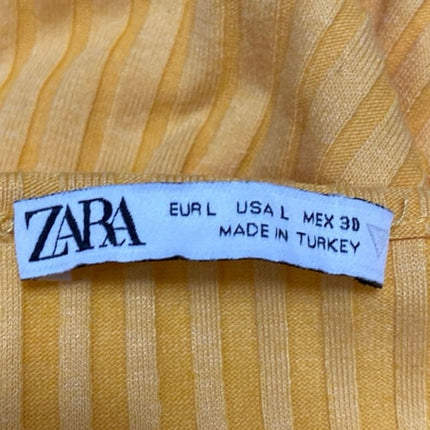 ZARA
EUR L USA L MEX 30
MADE IN TURKEY